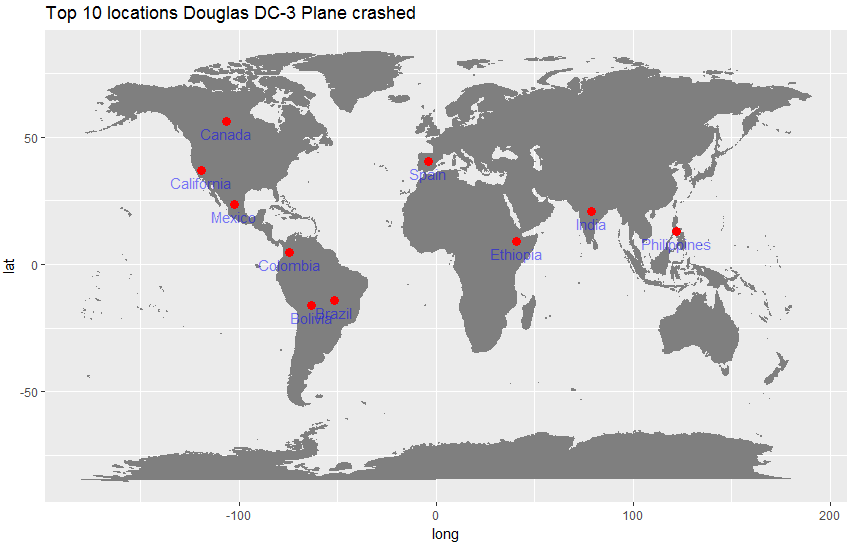 Top 10 locations Douglas DC-3 Plane crashed
lat
50
0
-50
Canada
California
Mexico
Spain
India
Philippines
Ethiopia
Colombia
Bolivia
Brazil
-100
0
100
200
long